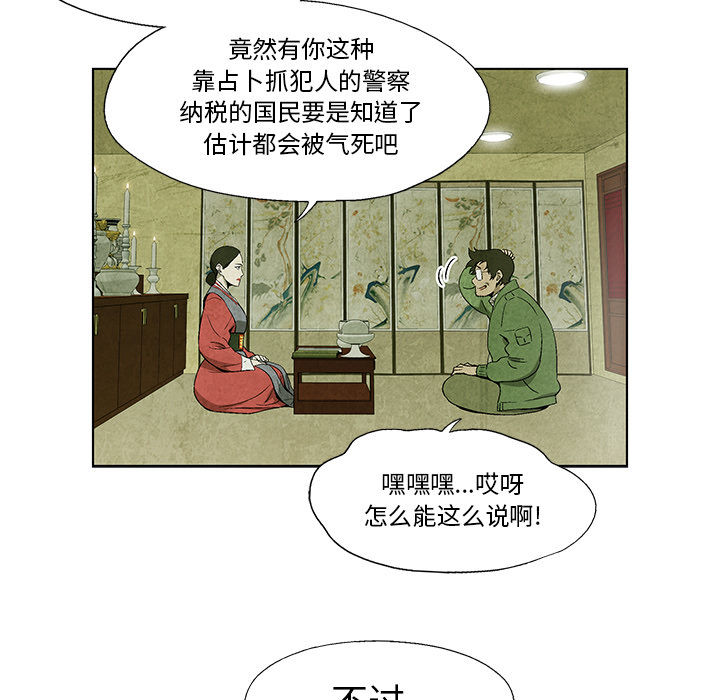 竟然有你这种
靠占卜抓犯人的警察
纳税的国民要是知道了
估计都会被气死吧
嘿嘿嘿...哎呀
怎么能这么说啊!
不过